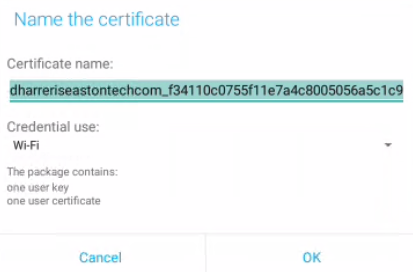 Name the certificate
Certificate name:
dharreriseastontechcom_f34110c0755f11e7a4c8005056a5c1c9
Credential use:
Wi-Fi
The package contains:
one user key
one user certificate
Cancel
OK